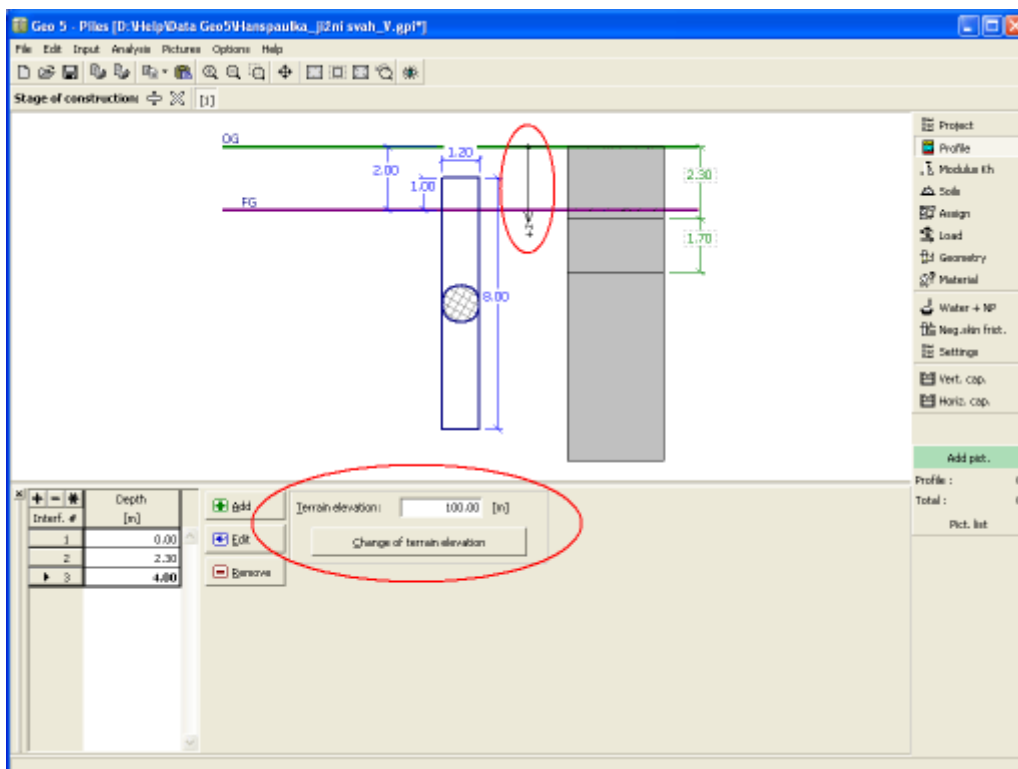 Geo 5 - Piles [D:\Help\Data Geo5\Hanspaulka_jižní svah_V.gpi*]
File Edit Input Analysis Pictures Options Help
Stage of construction: [1]
OG
1.20
2.00
1.00
2.30
FG
+z
1.70
8.00
Project
Profile
Modulus Kh
Soils
Assign
Load
Geometry
Material
Water + NP
Neg.skin frict.
Settings
Vert. cap.
Horiz. cap.
Add pict.
Profile :
Total :
Pict. list
Interf. # Depth [m]
1 0.00
2 2.30
3 4.00
Add
Edit
Remove
Terrain elevation: 100.00 [m]
Change of terrain elevation